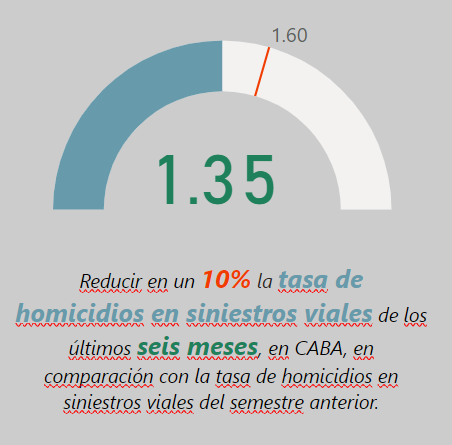 1.60
1.35
Reducir en un 10% la tasa de
homicidios en siniestros viales de los
últimos seis meses, en CABA, en
comparación con la tasa de homicidios en
siniestros viales del semestre anterior.